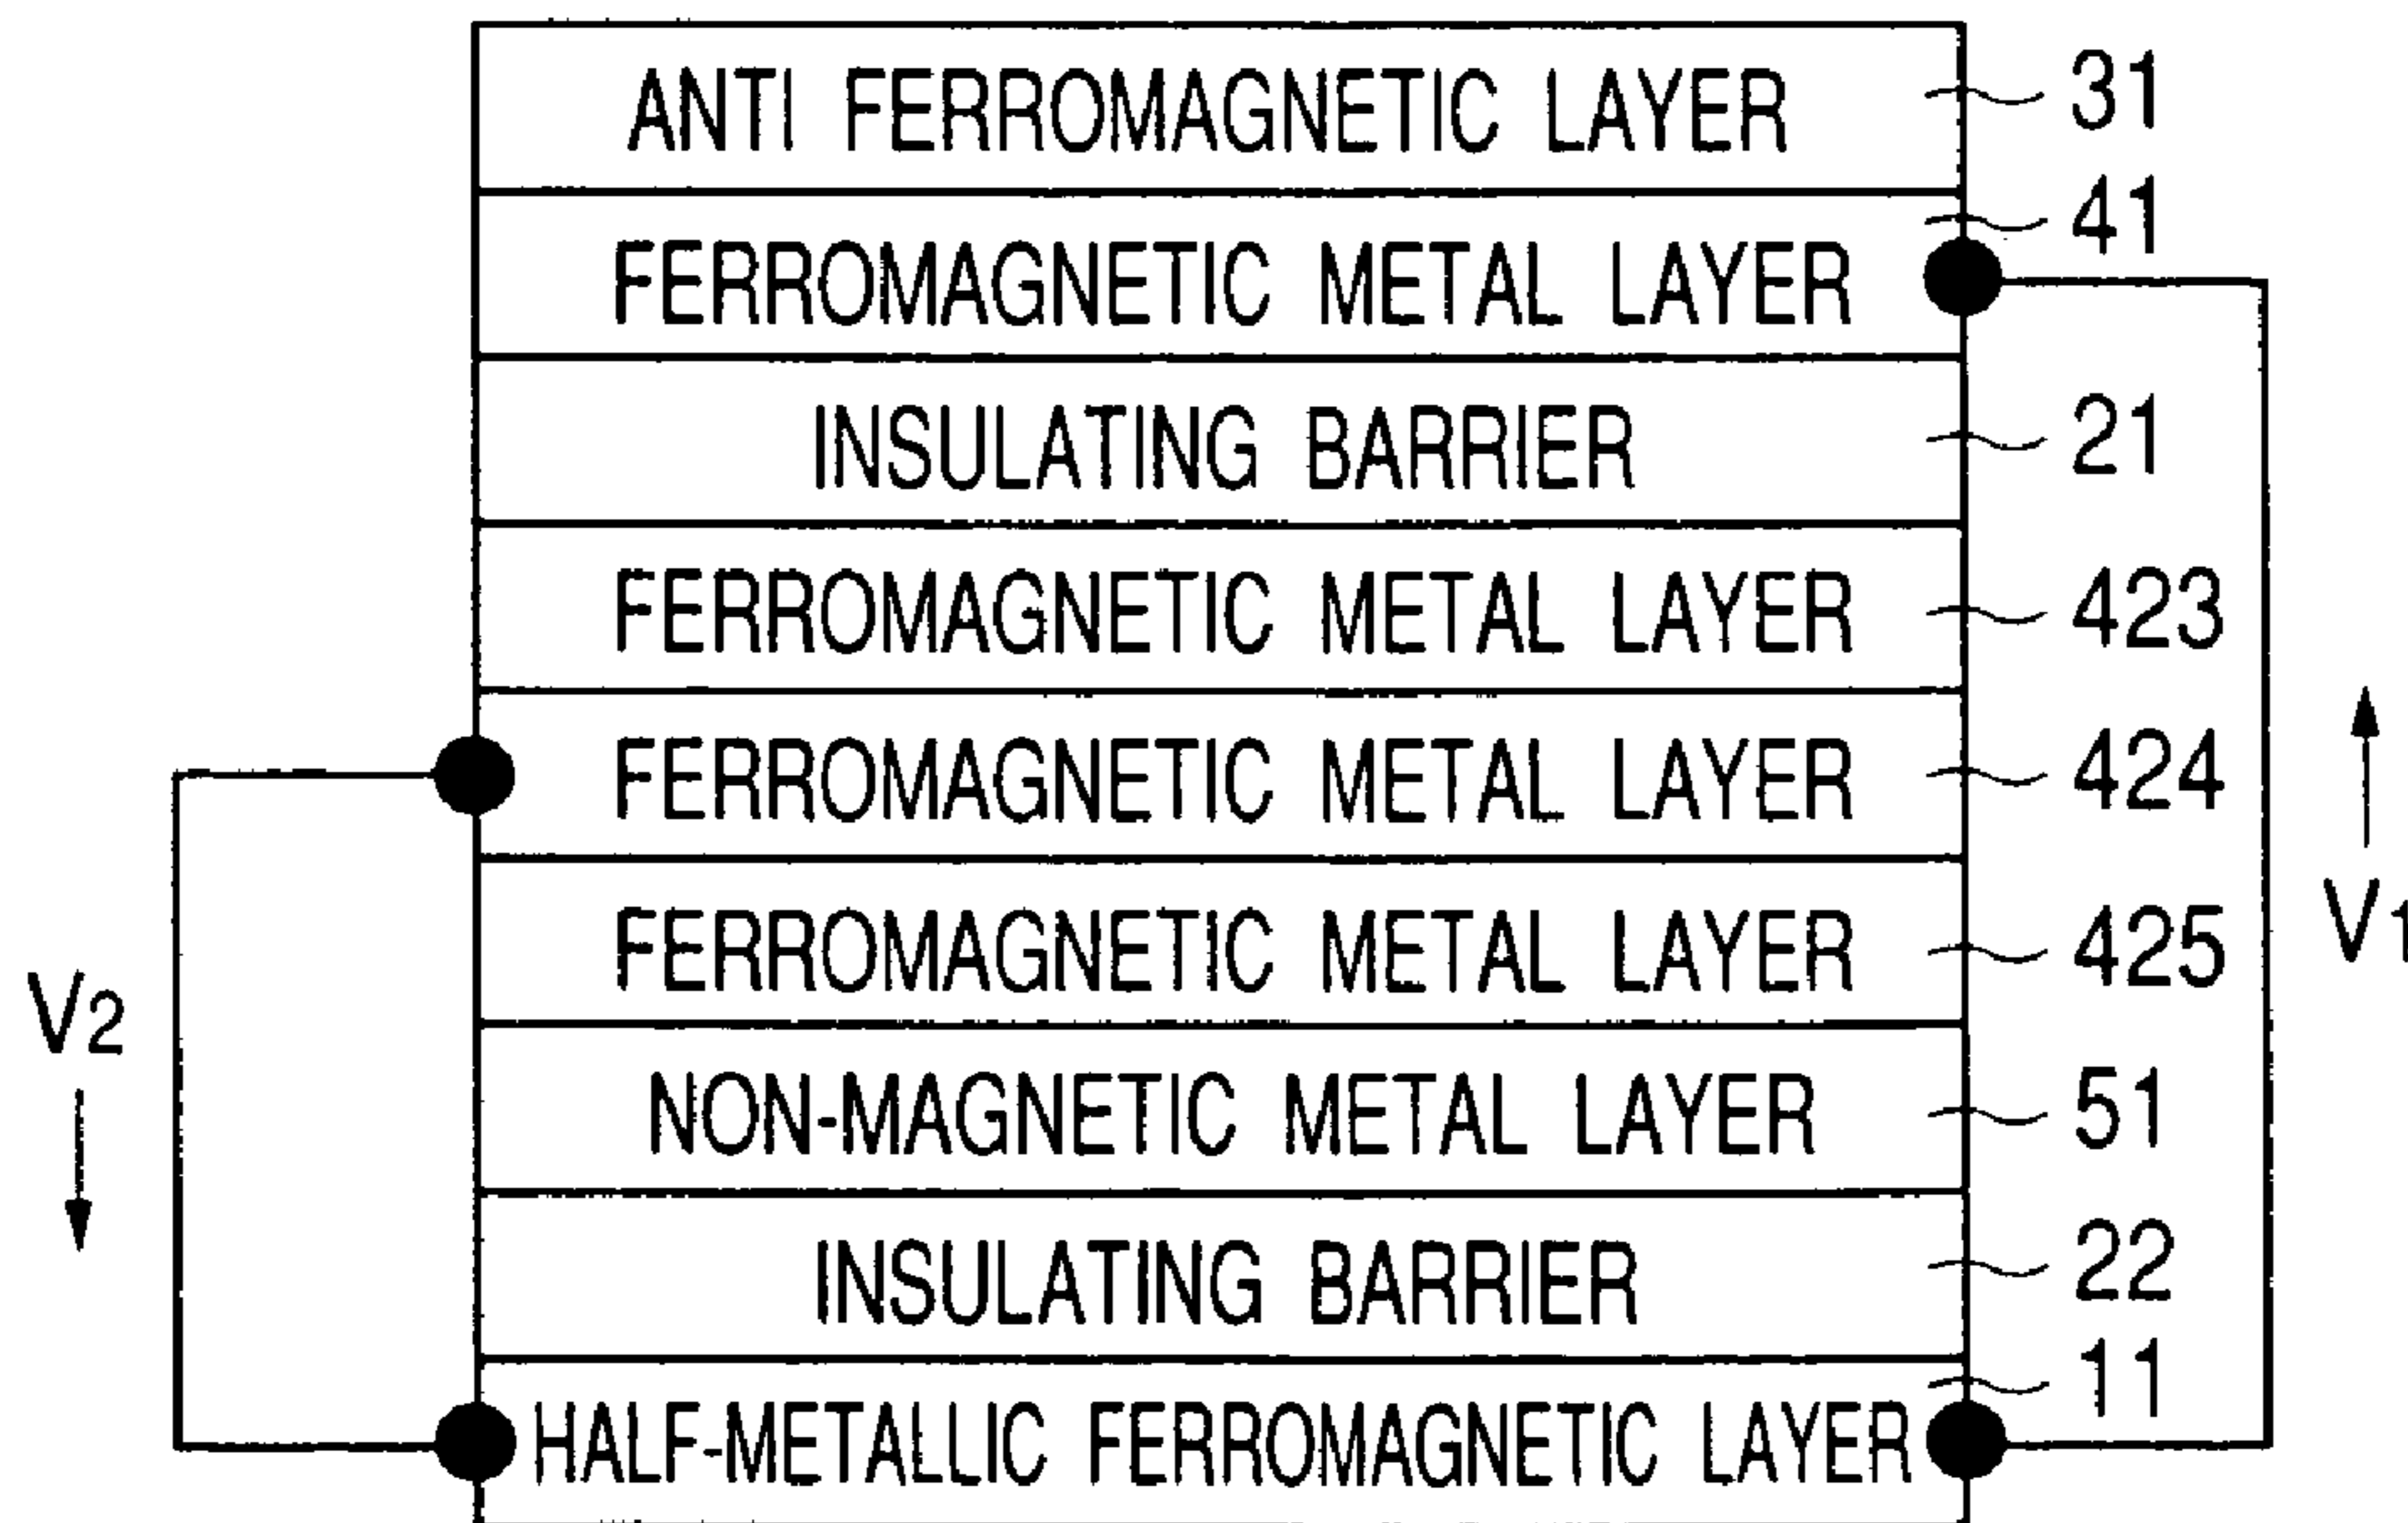 ANTI FERROMAGNETIC LAYER 31
FERROMAGNETIC METAL LAYER 41
INSULATING BARRIER 21
FERROMAGNETIC METAL LAYER 423
FERROMAGNETIC METAL LAYER 424
FERROMAGNETIC METAL LAYER 425
V1
V2
NON-MAGNETIC METAL LAYER 51
INSULATING BARRIER 22
HALF-METALLIC FERROMAGNETIC LAYER 11